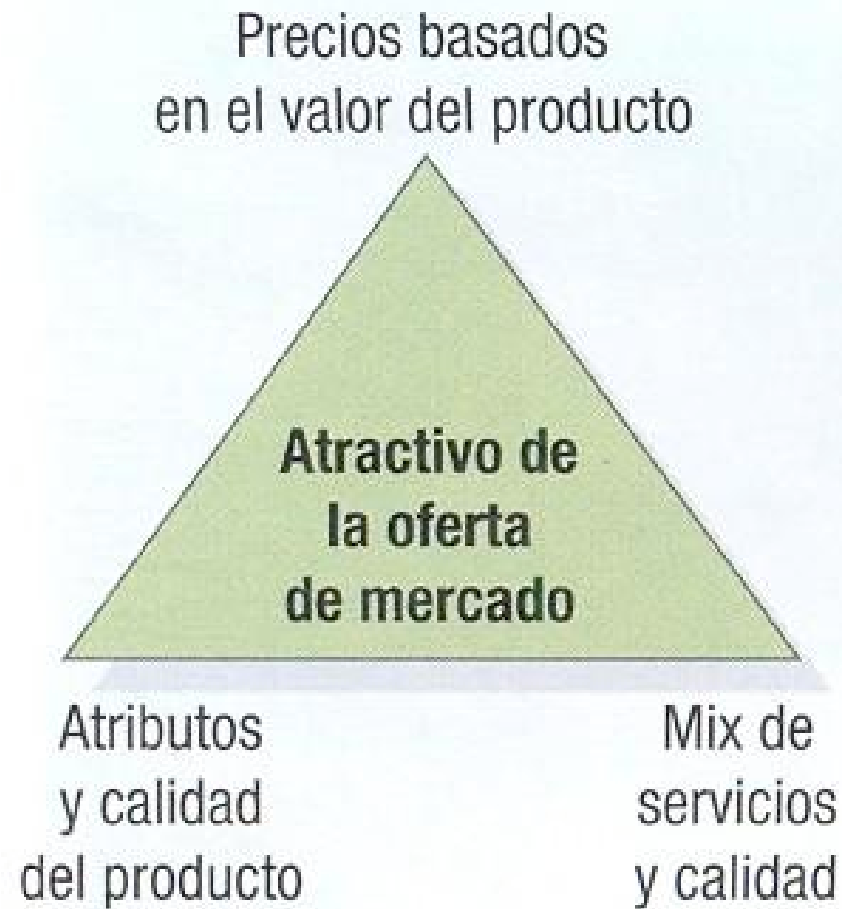 Precios basados
en el valor del producto
Atractivo de
la oferta
de mercado
Atributos
y calidad
del producto
Mix de
servicios
y calidad